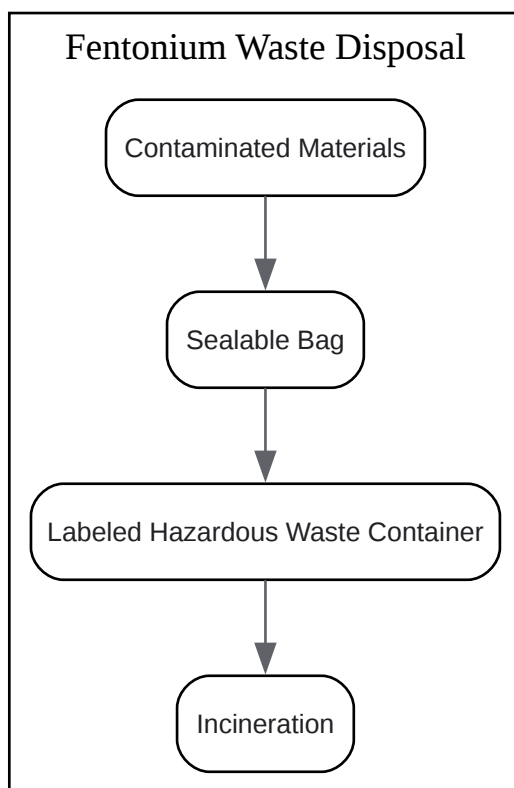 Fentonium Waste Disposal
Contaminated Materials
Sealable Bag
Labeled Hazardous Waste Container
Incineration